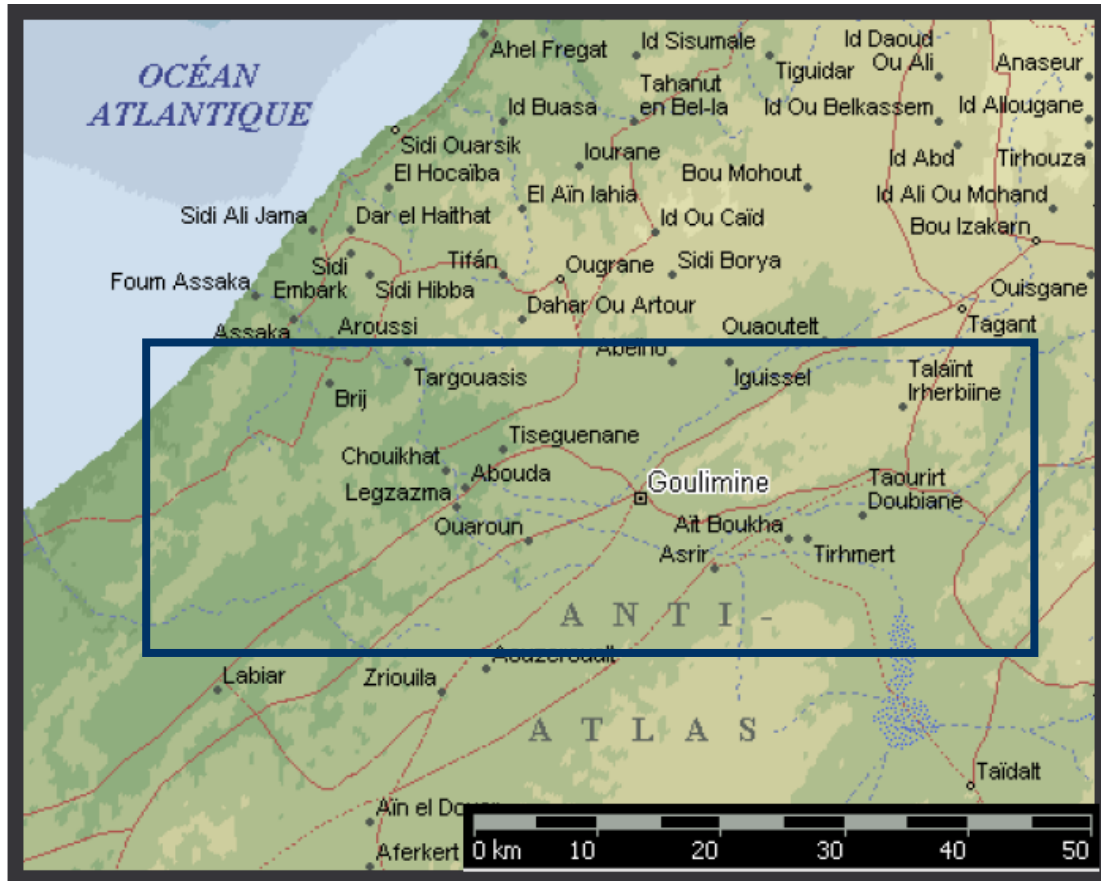 Ahel Fregat
Id Sisumale
Id Daoud
Ou Ali
Anaseur
OCÉAN
ATLANTIQUE
Tiguidar
Tahanut
en Bel-la
Id Buasa
Id Ou Belkassem
Id Allougane
Sidi Ouarsik
Iourane
Id Abd
Tirhouza
El Hocaïba
Bou Mohout
El Aïn Iahia
Id Ali Ou Mohand
Sidi Ali Jama
Dar el Haithat
Id Ou Caïd
Bou Izakarn
Sidi
Embark
Tifán
Ougrane
Sidi Borya
Foum Assaka
Sidi Hibba
Ouisgane
Dahar Ou Artour
Assaka
Aroussi
Ouaoutelt
Tagant
Abeino
Targouasis
Iguissel
Talaïnt
Irherbiine
Brij
Tiseguenane
Chouikhat
Abouda
Goulimine
Taourirt
Doubiane
Legzazma
Ouaroun
Aït Boukha
Asrir
Tirhmert
ANTI-
Aouzeroualt
Labiar
Zriouila
ATLAS
Taïdalt
Aïn el
Aferkert
0 km 10 20 30 40 50